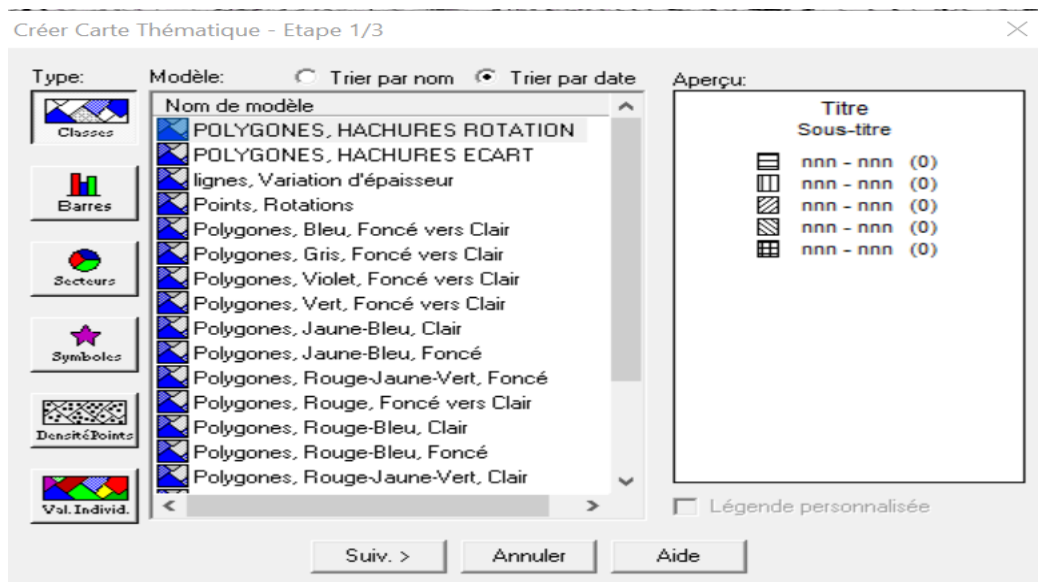 Créer Carte Thématique - Etape 1/3
Type:
Classes
Barres
Secteurs
Symboles
DensitéPoints
Val.Individ.
Modèle:
Trier par nom
Trier par date
Nom de modèle
POLYGONES, HACHURES ROTATION
POLYGONES, HACHURES ECART
lignes, Variation d'épaisseur
Points, Rotations
Polygones, Bleu, Foncé vers Clair
Polygones, Gris, Foncé vers Clair
Polygones, Violet, Foncé vers Clair
Polygones, Vert, Foncé vers Clair
Polygones, Jaune-Bleu, Clair
Polygones, Jaune-Bleu, Foncé
Polygones, Rouge-Jaune-Vert, Foncé
Polygones, Rouge, Foncé vers Clair
Polygones, Rouge-Bleu, Clair
Polygones, Rouge-Bleu, Foncé
Polygones, Rouge-Jaune-Vert, Clair
Aperçu:
Titre
Sous-titre
nnn - nnn (0)
nnn - nnn (0)
nnn - nnn (0)
nnn - nnn (0)
nnn - nnn (0)
Légende personnalisée
Suiv. >
Annuler
Aide